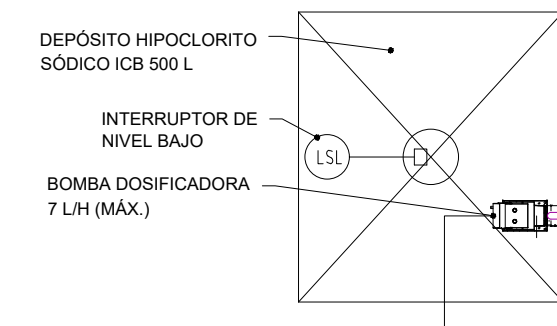 DEPÓSITO HIPOCLORITO
SÓDICO ICB 500 L
INTERRUPTOR DE
NIVEL BAJO
LSL
BOMBA DOSIFICADORA
7 L/H (MÁX.)